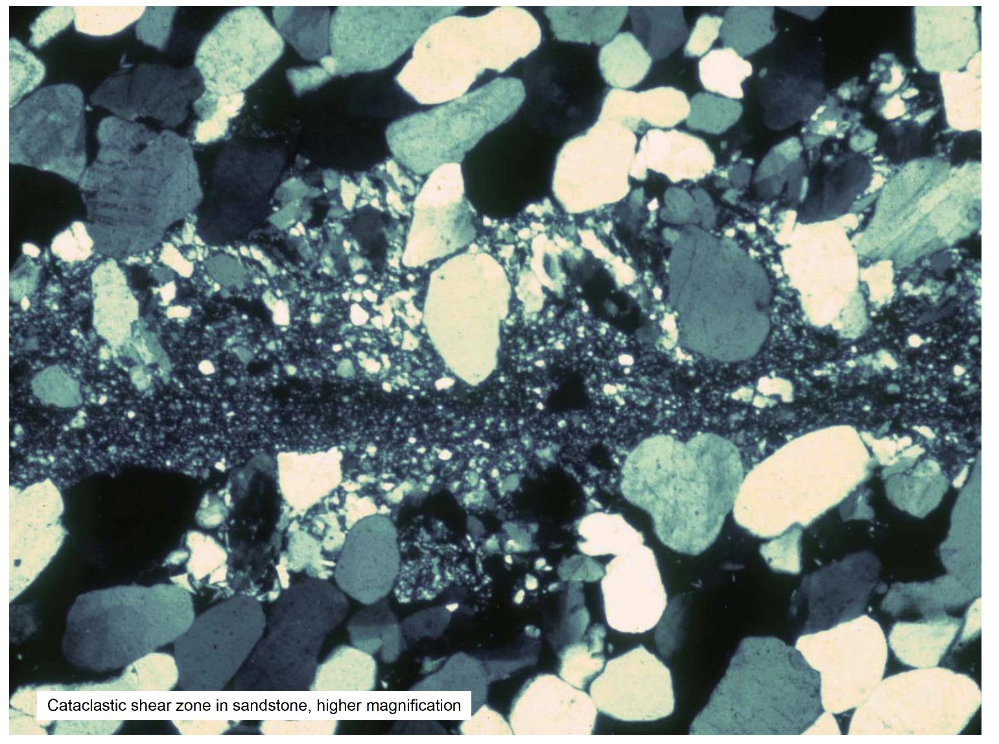 Cataclastic shear zone in sandstone, higher magnification